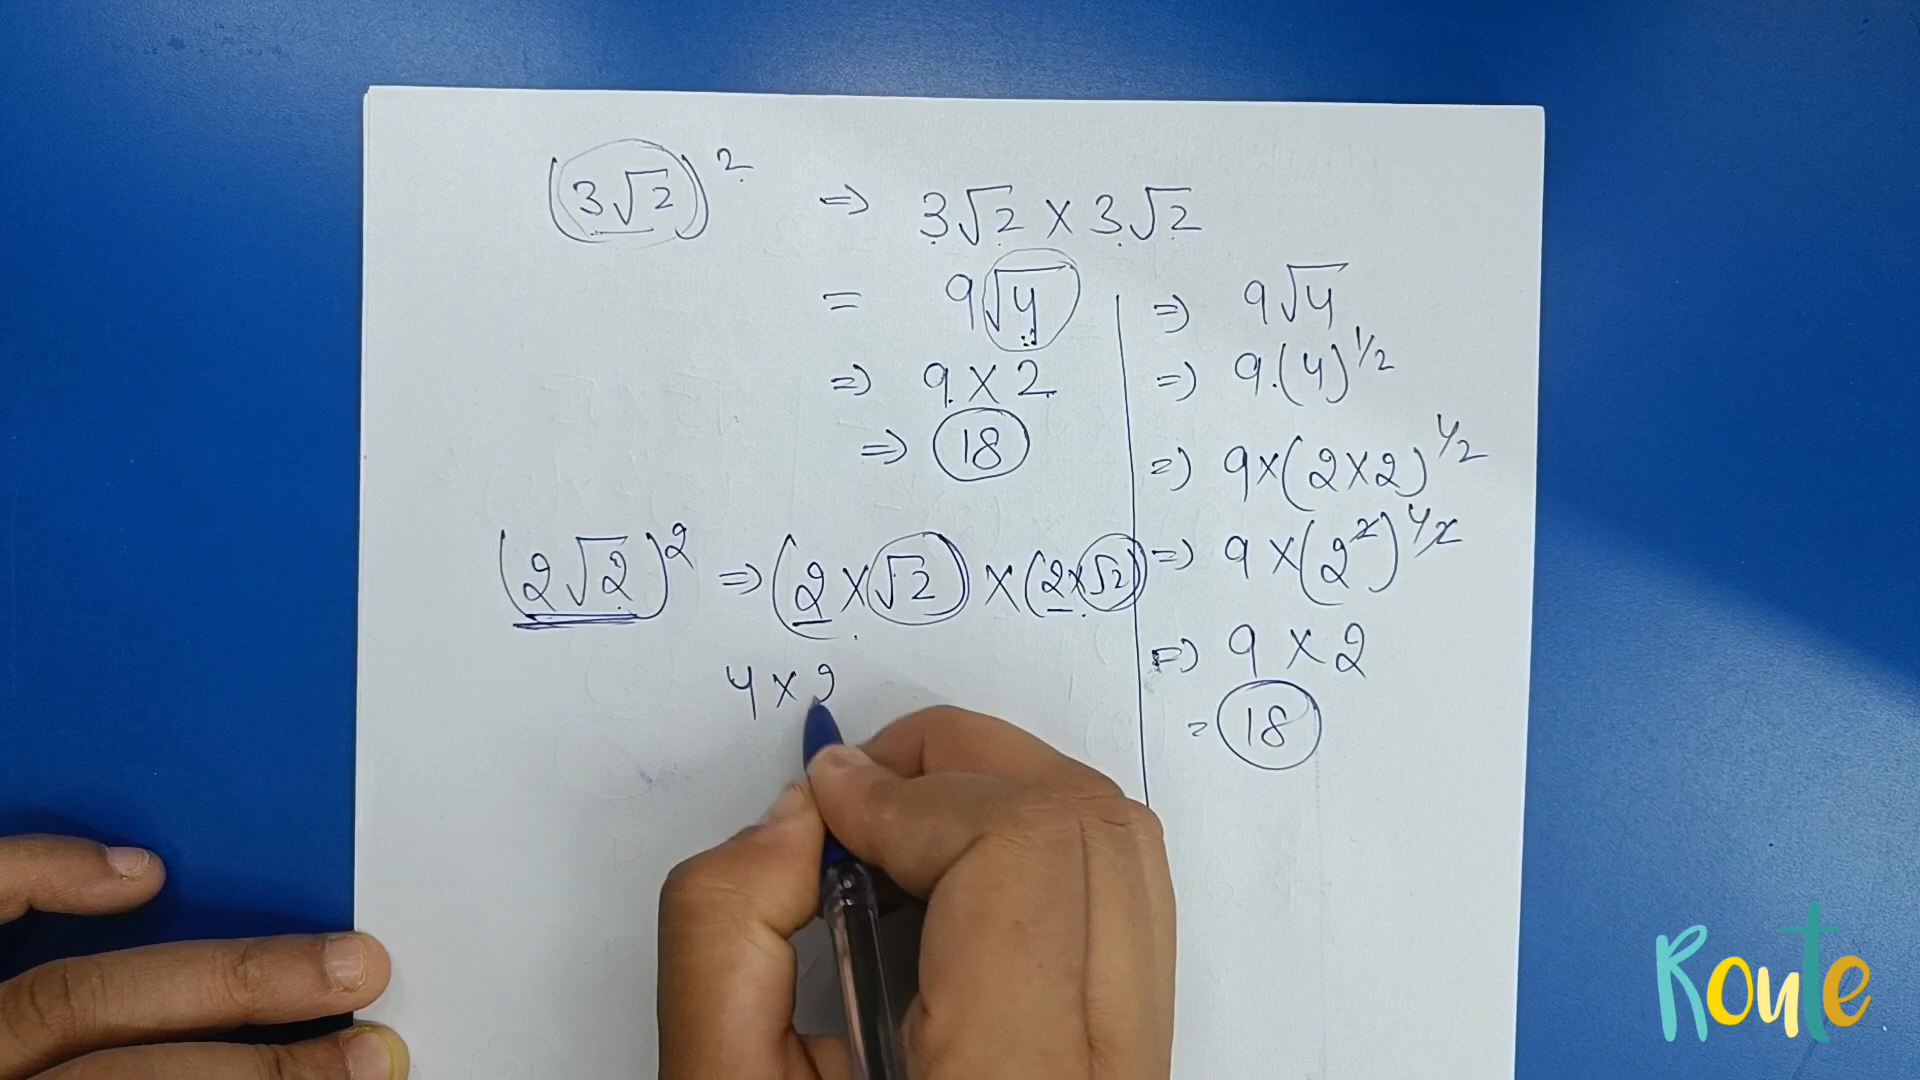 (3√2)² ⇒ 3√2 × 3√2
= 9√4
⇒ 9 × 2
⇒ 18
⇒ 9√4
⇒ 9.(4)^1/2
⇒ 9×(2×2)^1/2
⇒ 9×(2²)^1/2
⇒ 9 × 2
= 18
(2√2)² ⇒ (2×√2) × (2×√2)
4 × 2
Route